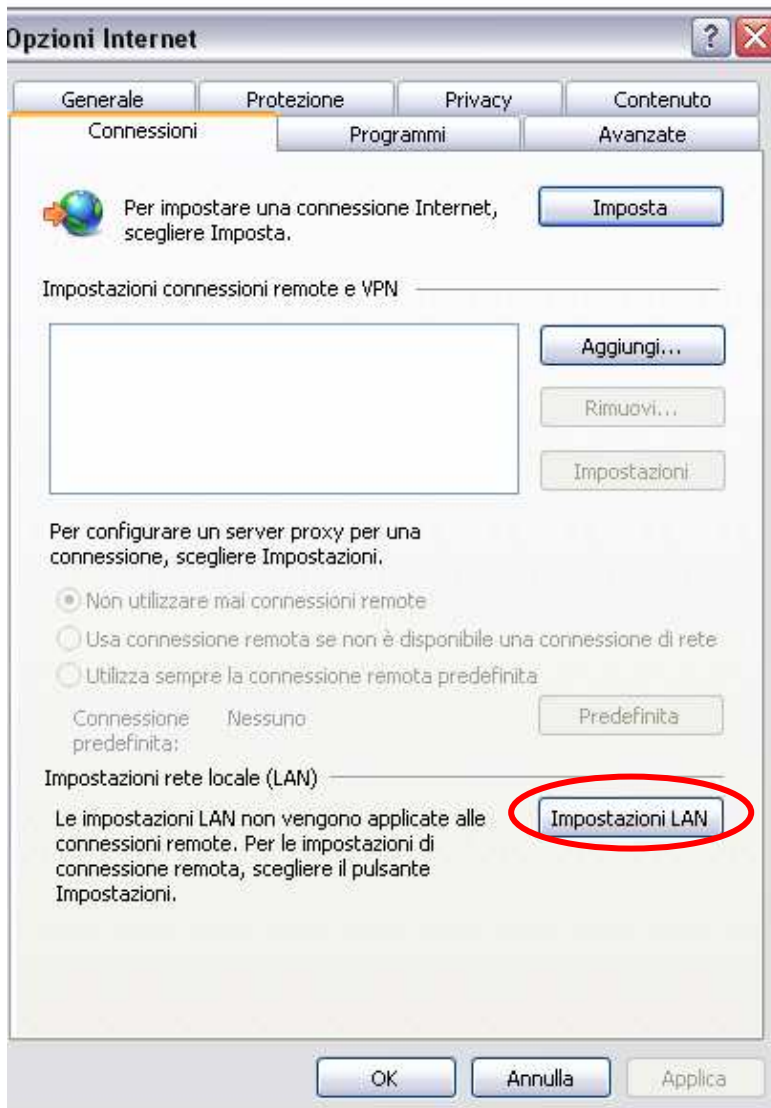 Opzioni Internet
?
Generale Protezione Privacy Contenuto
Connessioni Programmi Avanzate
Per impostare una connessione Internet,
scegliere Imposta.
Imposta
Impostazioni connessioni remote e VPN
Aggiungi...
Rimuovi...
Impostazioni
Per configurare un server proxy per una
connessione, scegliere Impostazioni.
Non utilizzare mai connessioni remote
Usa connessione remota se non è disponibile una connessione di rete
Utilizza sempre la connessione remota predefinita
Connessione
predefinita:
Nessuno
Predefinita
Impostazioni rete locale (LAN)
Le impostazioni LAN non vengono applicate alle
connessioni remote. Per le impostazioni di
connessione remota, scegliere il pulsante
Impostazioni.
Impostazioni LAN
OK Annulla Applica